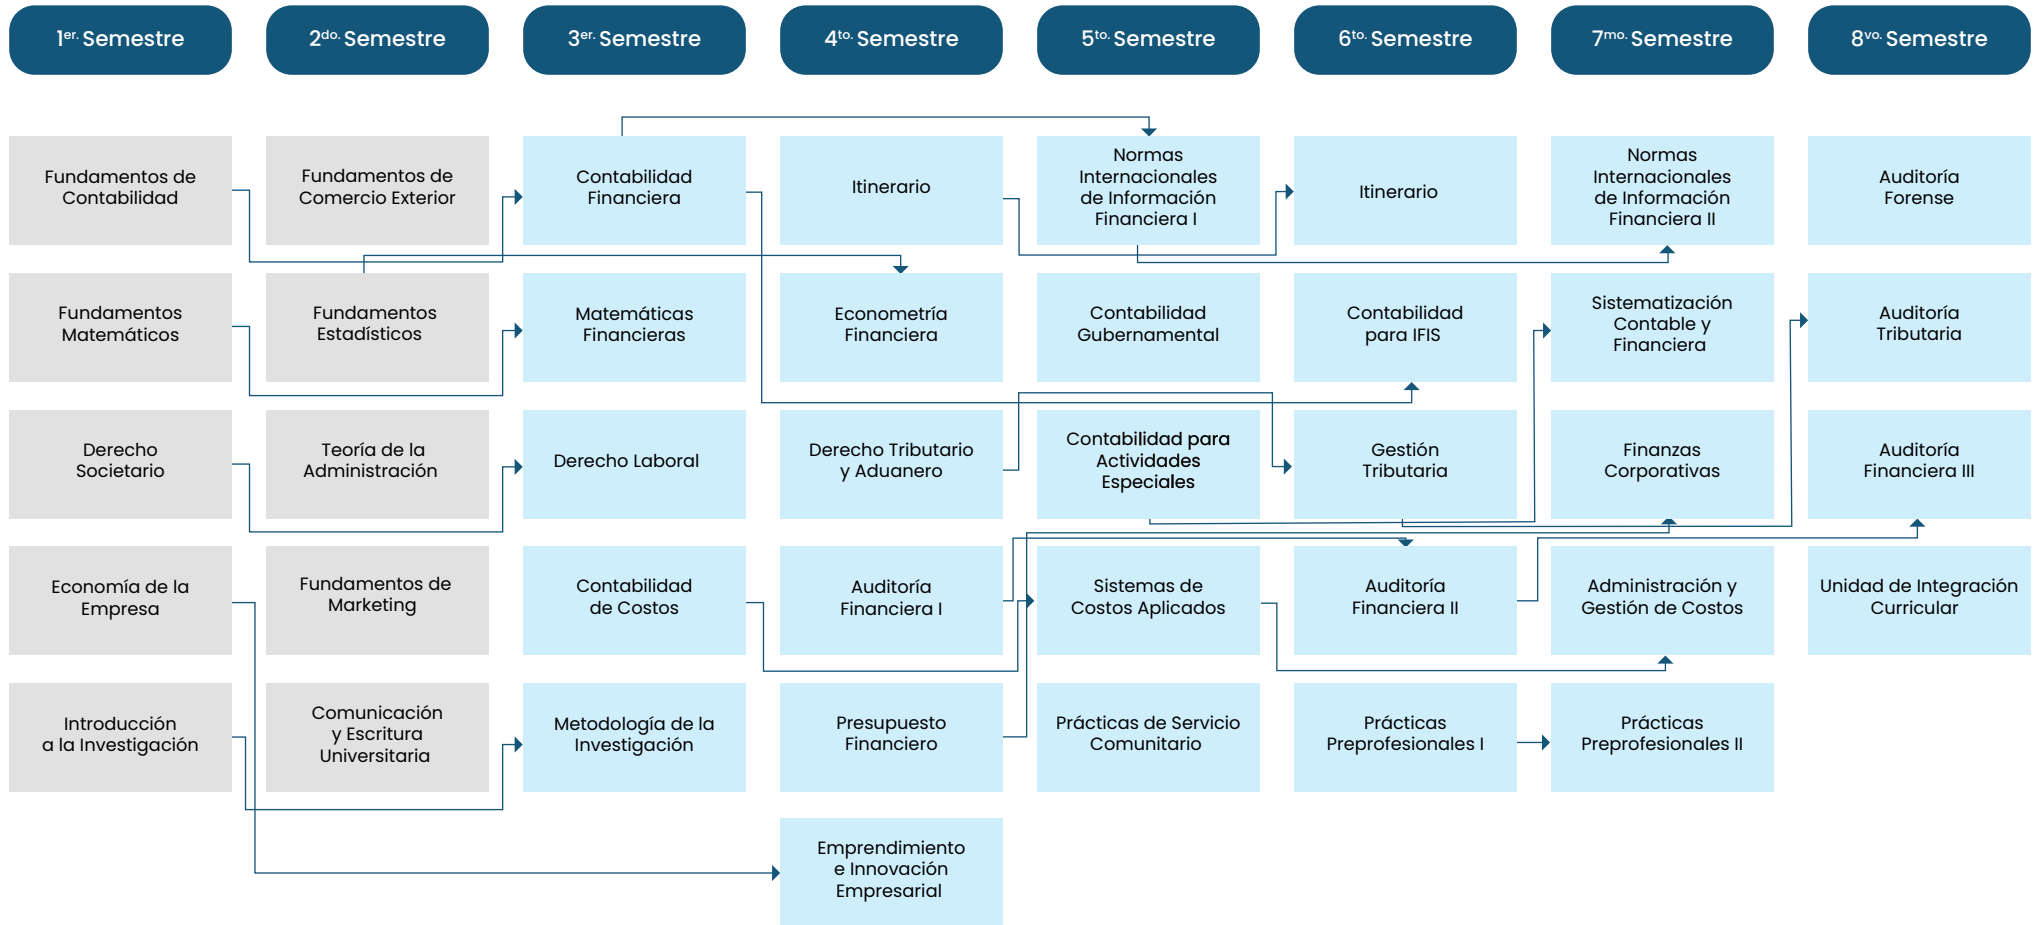 1er. Semestre
2do. Semestre
3er. Semestre
4to. Semestre
5to. Semestre
6to. Semestre
7mo. Semestre
8vo. Semestre
Fundamentos de
Contabilidad
Fundamentos de
Comercio Exterior
Contabilidad
Financiera
Itinerario
Normas
Internacionales
de Información
Financiera I
Itinerario
Normas
Internacionales
de Información
Financiera II
Auditoría
Forense
Fundamentos
Matemáticos
Fundamentos
Estadísticos
Matemáticas
Financieras
Econometría
Financiera
Contabilidad
Gubernamental
Contabilidad
para IFIS
Sistematización
Contable y
Financiera
Auditoría
Tributaria
Derecho
Societario
Teoría de la
Administración
Derecho Laboral
Derecho Tributario
y Aduanero
Contabilidad para
Actividades
Especiales
Gestión
Tributaria
Finanzas
Corporativas
Auditoría
Financiera III
Economía de la
Empresa
Fundamentos de
Marketing
Contabilidad
de Costos
Auditoría
Financiera I
Sistemas de
Costos Aplicados
Auditoría
Financiera II
Administración y
Gestión de Costos
Unidad de Integración
Curricular
Introducción
a la Investigación
Comunicación
y Escritura
Universitaria
Metodología de la
Investigación
Presupuesto
Financiero
Prácticas de Servicio
Comunitario
Prácticas
Preprofesionales I
Prácticas
Preprofesionales II
Emprendimiento
e Innovación
Empresarial